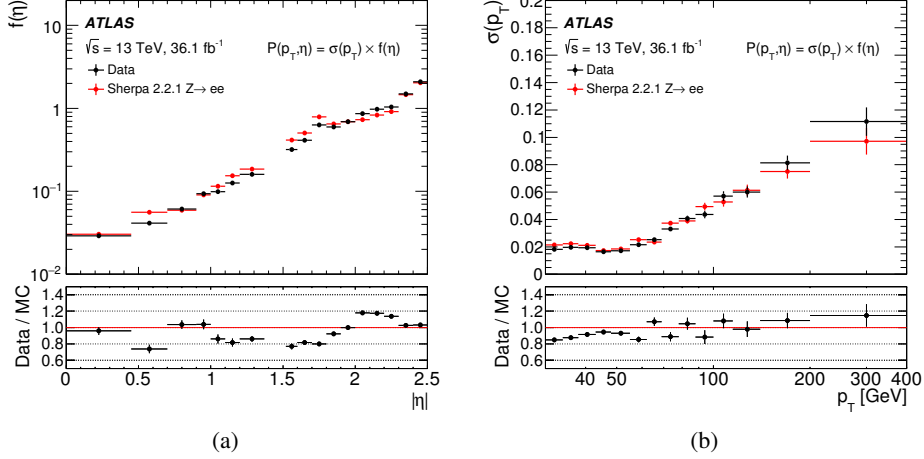 f(η)
ATLAS
√s = 13 TeV, 36.1 fb⁻¹
P(p_T,η) = σ(p_T) × f(η)
Data
Sherpa 2.2.1 Z→ ee
10
1
10⁻¹
10⁻²
Data / MC
1.4
1.2
1.0
0.8
0.6
0 0.5 1 1.5 2 2.5
|η|
(a)
σ(p_T)
ATLAS
√s = 13 TeV, 36.1 fb⁻¹
P(p_T,η) = σ(p_T) × f(η)
Data
Sherpa 2.2.1 Z→ ee
0.2
0.18
0.16
0.14
0.12
0.1
0.08
0.06
0.04
0.02
0
Data / MC
1.4
1.2
1.0
0.8
0.6
40 50 100 200 300 400
p_T [GeV]
(b)